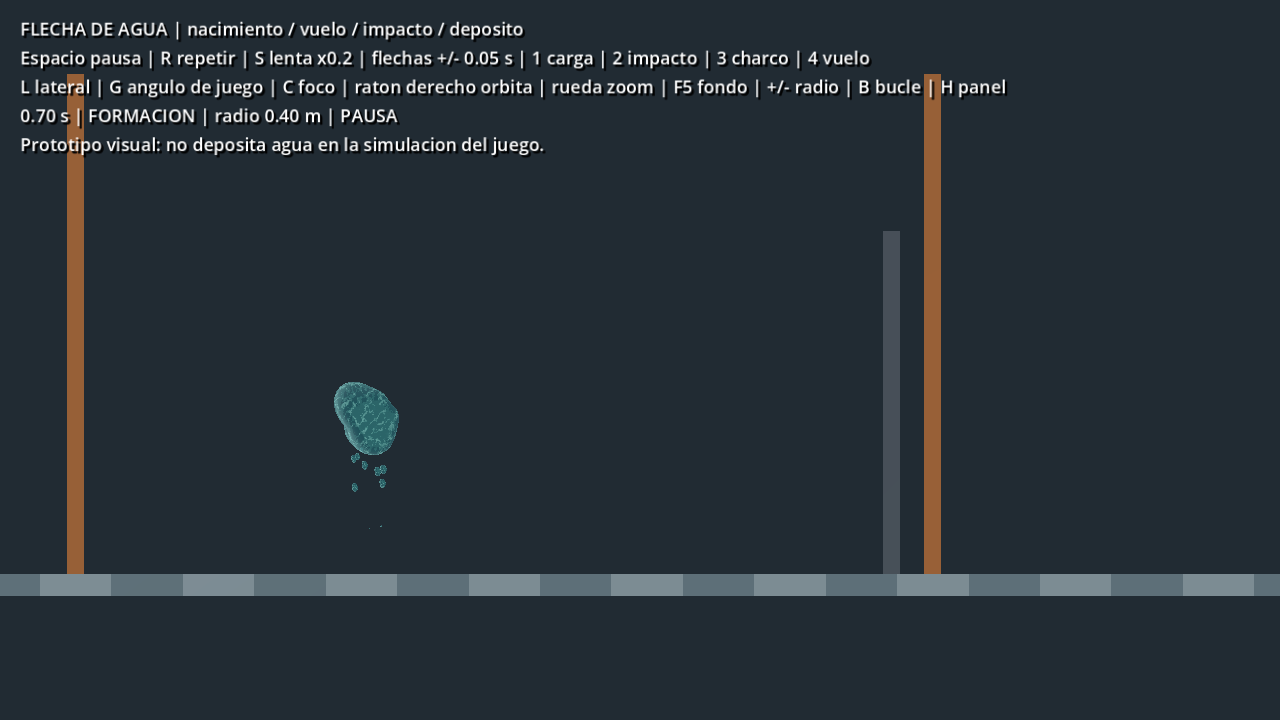 FLECHA DE AGUA | nacimiento / vuelo / impacto / deposito
Espacio pausa | R repetir | S lenta x0.2 | flechas +/- 0.05 s | 1 carga | 2 impacto | 3 charco | 4 vuelo
L lateral | G angulo de juego | C foco | raton derecho orbita | rueda zoom | F5 fondo | +/- radio | B bucle | H panel
0.70 s | FORMACION | radio 0.40 m | PAUSA
Prototipo visual: no deposita agua en la simulacion del juego.